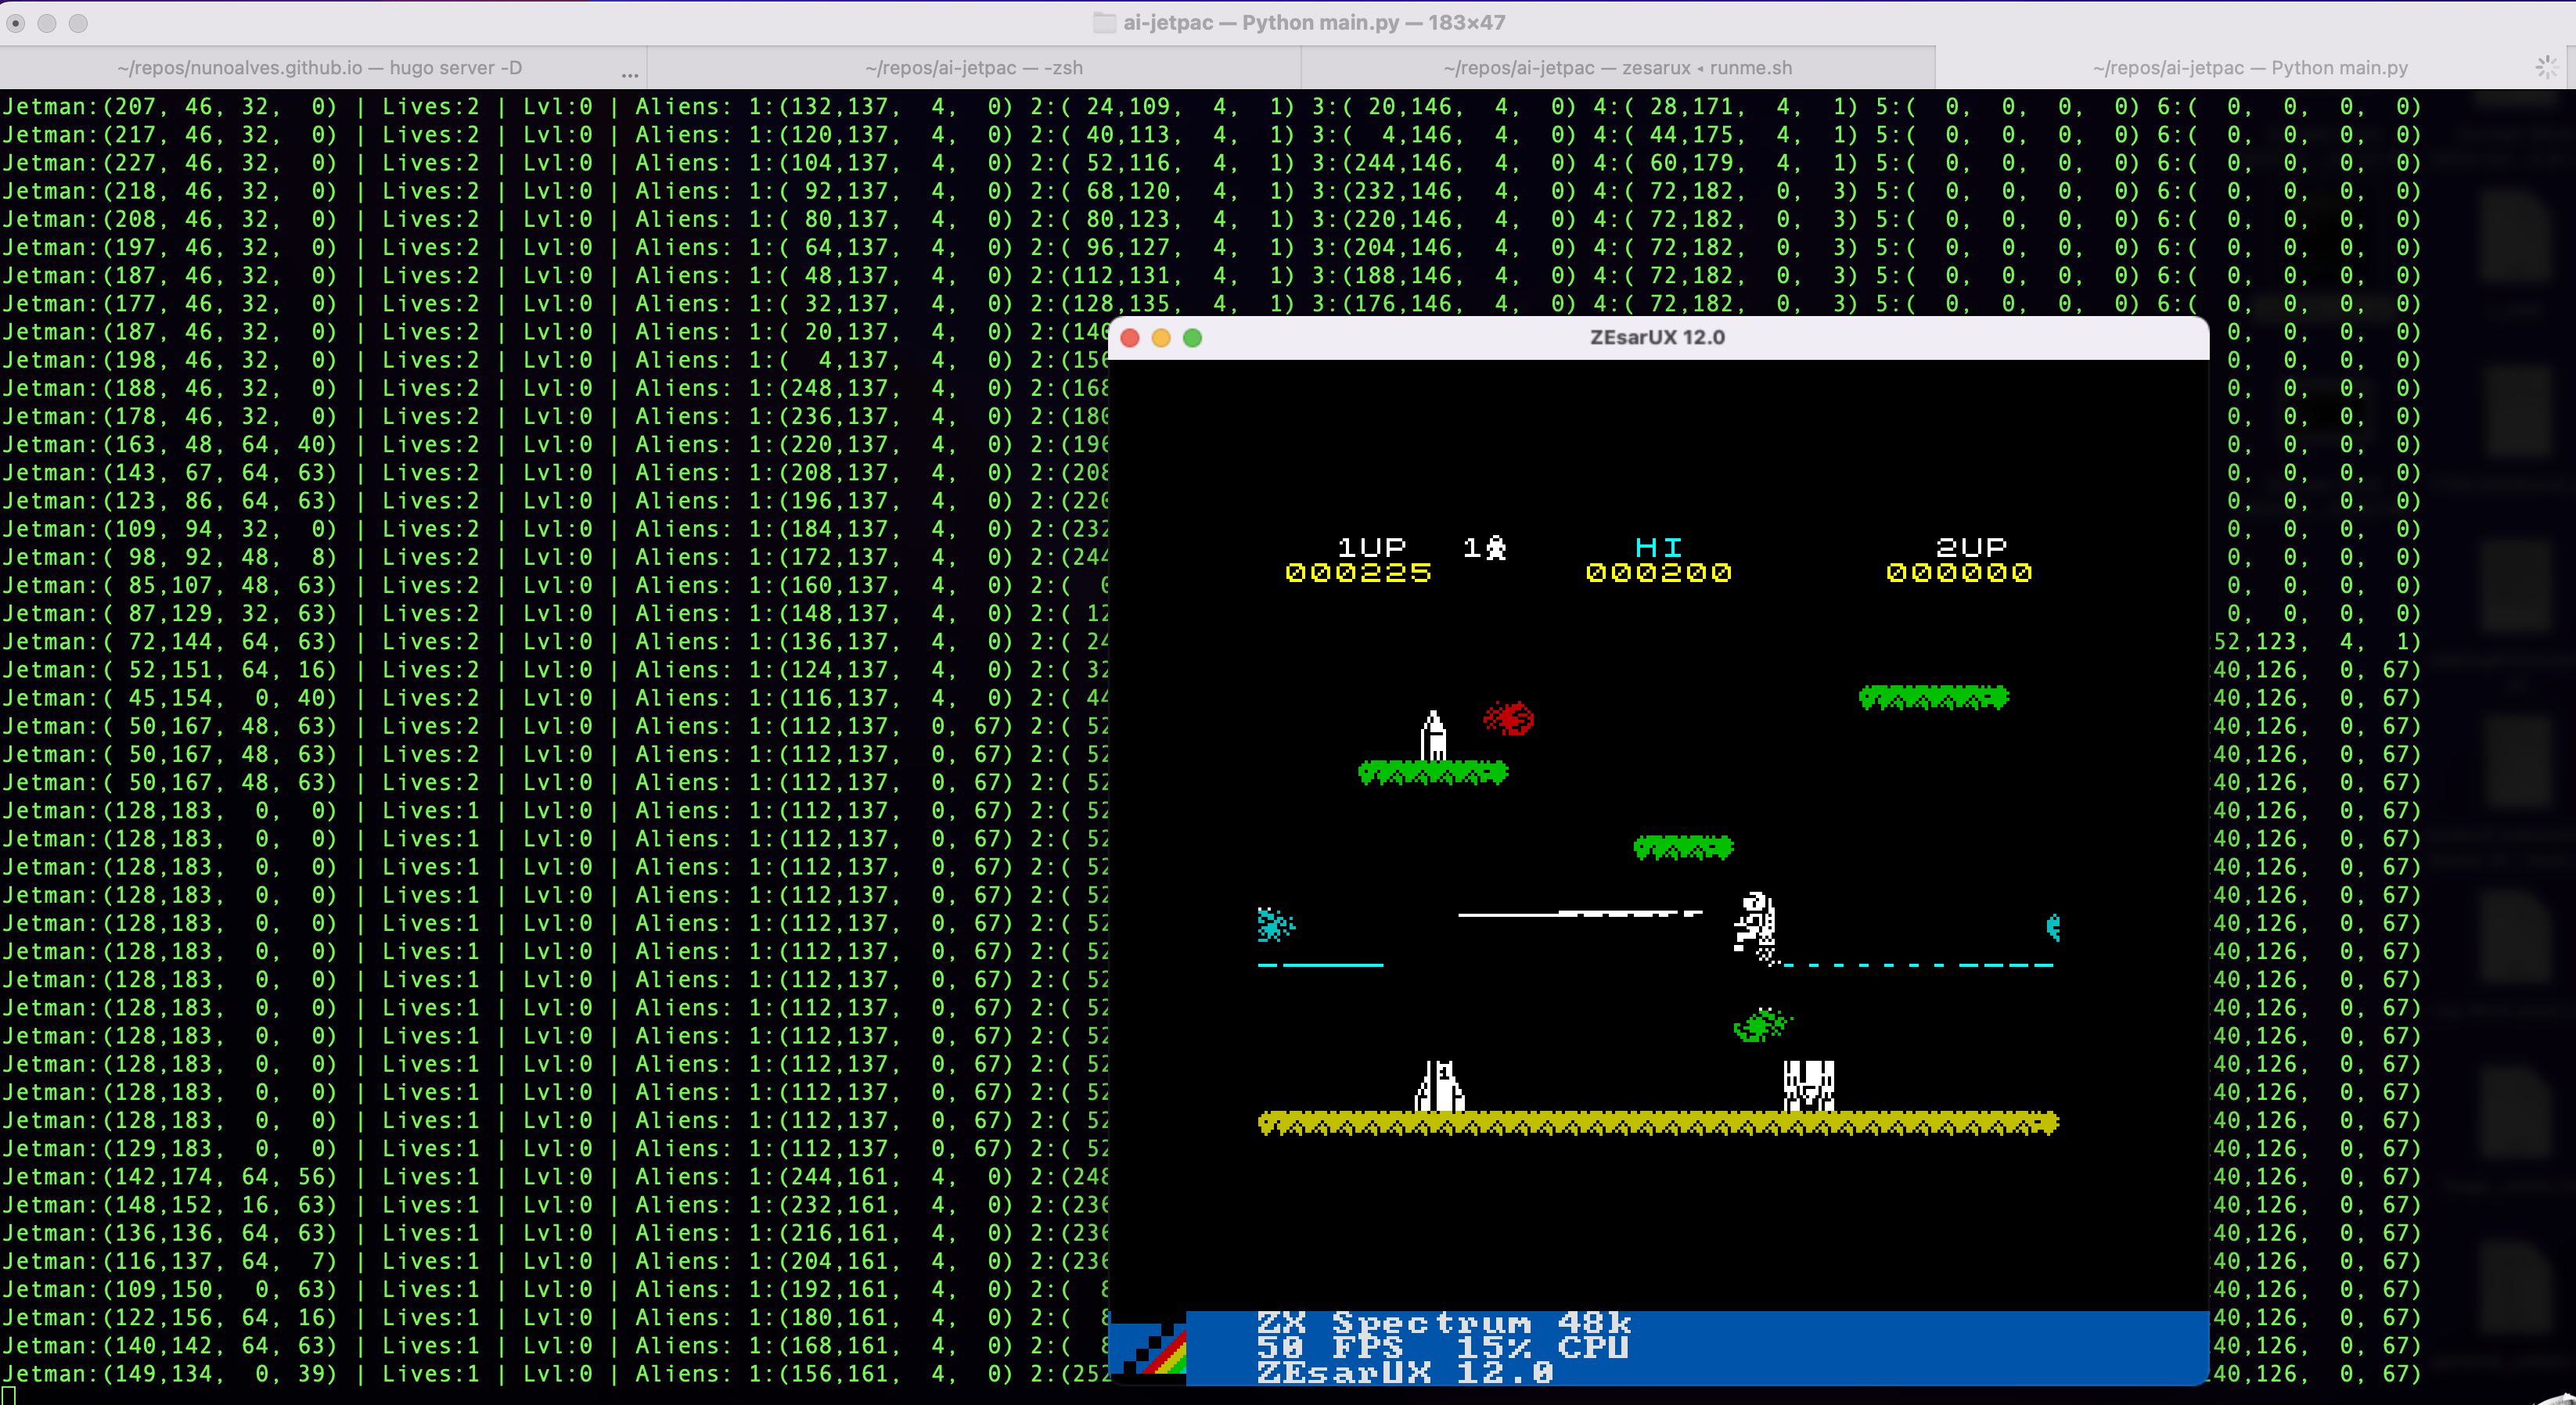 ai-jetpac — Python main.py — 183×47
~/repos/nunoalves.github.io — hugo server -D ... ~/repos/ai-jetpac — -zsh ~/repos/ai-jetpac — zesarux ◂ runme.sh ~/repos/ai-jetpac — Python main.py
Jetman:(207, 46, 32,  0) | Lives:2 | Lvl:0 | Aliens: 1:(132,137,  4,  0) 2:( 24,109,  4,  1) 3:( 20,146,  4,  0) 4:( 28,171,  4,  1) 5:(  0,  0,  0,  0) 6:(  0,  0,  0,  0)
Jetman:(217, 46, 32,  0) | Lives:2 | Lvl:0 | Aliens: 1:(120,137,  4,  0) 2:( 40,113,  4,  1) 3:(  4,146,  4,  0) 4:( 44,175,  4,  1) 5:(  0,  0,  0,  0) 6:(  0,  0,  0,  0)
Jetman:(227, 46, 32,  0) | Lives:2 | Lvl:0 | Aliens: 1:(104,137,  4,  0) 2:( 52,116,  4,  1) 3:(244,146,  4,  0) 4:( 60,179,  4,  1) 5:(  0,  0,  0,  0) 6:(  0,  0,  0,  0)
Jetman:(218, 46, 32,  0) | Lives:2 | Lvl:0 | Aliens: 1:( 92,137,  4,  0) 2:( 68,120,  4,  1) 3:(232,146,  4,  0) 4:( 72,182,  0,  3) 5:(  0,  0,  0,  0) 6:(  0,  0,  0,  0)
Jetman:(208, 46, 32,  0) | Lives:2 | Lvl:0 | Aliens: 1:( 80,137,  4,  0) 2:( 80,123,  4,  1) 3:(220,146,  4,  0) 4:( 72,182,  0,  3) 5:(  0,  0,  0,  0) 6:(  0,  0,  0,  0)
Jetman:(197, 46, 32,  0) | Lives:2 | Lvl:0 | Aliens: 1:( 64,137,  4,  0) 2:( 96,127,  4,  1) 3:(204,146,  4,  0) 4:( 72,182,  0,  3) 5:(  0,  0,  0,  0) 6:(  0,  0,  0,  0)
Jetman:(187, 46, 32,  0) | Lives:2 | Lvl:0 | Aliens: 1:( 48,137,  4,  0) 2:(112,131,  4,  1) 3:(188,146,  4,  0) 4:( 72,182,  0,  3) 5:(  0,  0,  0,  0) 6:(  0,  0,  0,  0)
Jetman:(177, 46, 32,  0) | Lives:2 | Lvl:0 | Aliens: 1:( 32,137,  4,  0) 2:(128,135,  4,  1) 3:(176,146,  4,  0) 4:( 72,182,  0,  3) 5:(  0,  0,  0,  0) 6:(  0,  0,  0,  0)
Jetman:(187, 46, 32,  0) | Lives:2 | Lvl:0 | Aliens: 1:( 20,137,  4,  0) 2:(140 0,  0,  0)
Jetman:(198, 46, 32,  0) | Lives:2 | Lvl:0 | Aliens: 1:(  4,137,  4,  0) 2:(156 0,  0,  0)
Jetman:(188, 46, 32,  0) | Lives:2 | Lvl:0 | Aliens: 1:(248,137,  4,  0) 2:(168 0,  0,  0)
Jetman:(178, 46, 32,  0) | Lives:2 | Lvl:0 | Aliens: 1:(236,137,  4,  0) 2:(180 0,  0,  0)
Jetman:(163, 48, 64, 40) | Lives:2 | Lvl:0 | Aliens: 1:(220,137,  4,  0) 2:(196 0,  0,  0)
Jetman:(143, 67, 64, 63) | Lives:2 | Lvl:0 | Aliens: 1:(208,137,  4,  0) 2:(208 0,  0,  0)
Jetman:(123, 86, 64, 63) | Lives:2 | Lvl:0 | Aliens: 1:(196,137,  4,  0) 2:(220 0,  0,  0)
Jetman:(109, 94, 32,  0) | Lives:2 | Lvl:0 | Aliens: 1:(184,137,  4,  0) 2:(232 0,  0,  0)
Jetman:( 98, 92, 48,  8) | Lives:2 | Lvl:0 | Aliens: 1:(172,137,  4,  0) 2:(244 0,  0,  0)
Jetman:( 85,107, 48, 63) | Lives:2 | Lvl:0 | Aliens: 1:(160,137,  4,  0) 2:(  0 0,  0,  0)
Jetman:( 87,129, 32, 63) | Lives:2 | Lvl:0 | Aliens: 1:(148,137,  4,  0) 2:( 12 0,  0,  0)
Jetman:( 72,144, 64, 63) | Lives:2 | Lvl:0 | Aliens: 1:(136,137,  4,  0) 2:( 24 52,123,  4,  1)
Jetman:( 52,151, 64, 16) | Lives:2 | Lvl:0 | Aliens: 1:(124,137,  4,  0) 2:( 32 40,126,  0, 67)
Jetman:( 45,154,  0, 40) | Lives:2 | Lvl:0 | Aliens: 1:(116,137,  4,  0) 2:( 44 40,126,  0, 67)
Jetman:( 50,167, 48, 63) | Lives:2 | Lvl:0 | Aliens: 1:(112,137,  0, 67) 2:( 52 40,126,  0, 67)
Jetman:( 50,167, 48, 63) | Lives:2 | Lvl:0 | Aliens: 1:(112,137,  0, 67) 2:( 52 40,126,  0, 67)
Jetman:( 50,167, 48, 63) | Lives:2 | Lvl:0 | Aliens: 1:(112,137,  0, 67) 2:( 52 40,126,  0, 67)
Jetman:(128,183,  0,  0) | Lives:1 | Lvl:0 | Aliens: 1:(112,137,  0, 67) 2:( 52 40,126,  0, 67)
Jetman:(128,183,  0,  0) | Lives:1 | Lvl:0 | Aliens: 1:(112,137,  0, 67) 2:( 52 40,126,  0, 67)
Jetman:(128,183,  0,  0) | Lives:1 | Lvl:0 | Aliens: 1:(112,137,  0, 67) 2:( 52 40,126,  0, 67)
Jetman:(128,183,  0,  0) | Lives:1 | Lvl:0 | Aliens: 1:(112,137,  0, 67) 2:( 52 40,126,  0, 67)
Jetman:(128,183,  0,  0) | Lives:1 | Lvl:0 | Aliens: 1:(112,137,  0, 67) 2:( 52 40,126,  0, 67)
Jetman:(128,183,  0,  0) | Lives:1 | Lvl:0 | Aliens: 1:(112,137,  0, 67) 2:( 52 40,126,  0, 67)
Jetman:(128,183,  0,  0) | Lives:1 | Lvl:0 | Aliens: 1:(112,137,  0, 67) 2:( 52 40,126,  0, 67)
Jetman:(128,183,  0,  0) | Lives:1 | Lvl:0 | Aliens: 1:(112,137,  0, 67) 2:( 52 40,126,  0, 67)
Jetman:(128,183,  0,  0) | Lives:1 | Lvl:0 | Aliens: 1:(112,137,  0, 67) 2:( 52 40,126,  0, 67)
Jetman:(128,183,  0,  0) | Lives:1 | Lvl:0 | Aliens: 1:(112,137,  0, 67) 2:( 52 40,126,  0, 67)
Jetman:(128,183,  0,  0) | Lives:1 | Lvl:0 | Aliens: 1:(112,137,  0, 67) 2:( 52 40,126,  0, 67)
Jetman:(128,183,  0,  0) | Lives:1 | Lvl:0 | Aliens: 1:(112,137,  0, 67) 2:( 52 40,126,  0, 67)
Jetman:(129,183,  0,  0) | Lives:1 | Lvl:0 | Aliens: 1:(112,137,  0, 67) 2:( 52 40,126,  0, 67)
Jetman:(142,174, 64, 56) | Lives:1 | Lvl:0 | Aliens: 1:(244,161,  4,  0) 2:(248 40,126,  0, 67)
Jetman:(148,152, 16, 63) | Lives:1 | Lvl:0 | Aliens: 1:(232,161,  4,  0) 2:(236 40,126,  0, 67)
Jetman:(136,136, 64, 63) | Lives:1 | Lvl:0 | Aliens: 1:(216,161,  4,  0) 2:(236 40,126,  0, 67)
Jetman:(116,137, 64,  7) | Lives:1 | Lvl:0 | Aliens: 1:(204,161,  4,  0) 2:(236 40,126,  0, 67)
Jetman:(109,150,  0, 63) | Lives:1 | Lvl:0 | Aliens: 1:(192,161,  4,  0) 2:(  8 40,126,  0, 67)
Jetman:(122,156, 64, 16) | Lives:1 | Lvl:0 | Aliens: 1:(180,161,  4,  0) 2:(  8 40,126,  0, 67)
Jetman:(140,142, 64, 63) | Lives:1 | Lvl:0 | Aliens: 1:(168,161,  4,  0) 2:(  8 40,126,  0, 67)
Jetman:(149,134,  0, 39) | Lives:1 | Lvl:0 | Aliens: 1:(156,161,  4,  0) 2:(252 40,126,  0, 67)
ZEsarUX 12.0
1UP 1 HI 2UP
000225 000200 000000
ZX Spectrum 48k
50 FPS 15% CPU
ZEsarUX 12.0